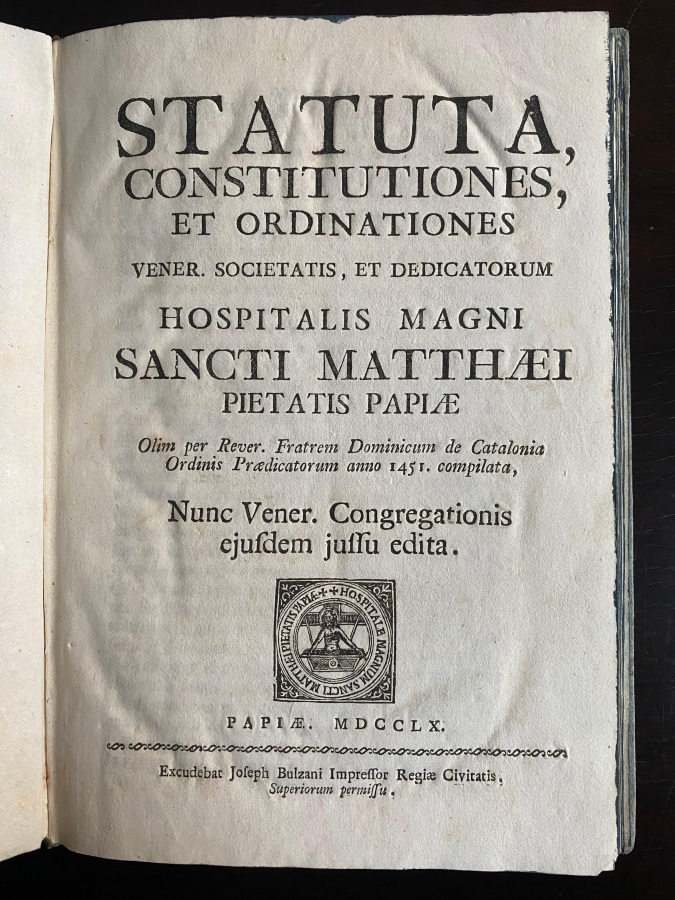 STATUTA,
CONSTITUTIONES,
ET ORDINATIONES
VENER. SOCIETATIS, ET DEDICATORUM
HOSPITALIS MAGNI
SANCTI MATTHÆI
PIETATIS PAPIÆ
Olim per Rever. Fratrem Dominicum de Catalonia
Ordinis Prædicatorum anno 1451. compilata,
Nunc Vener. Congregationis
ejuſdem juſſu edita.
HOSPITALE MAGNUM SANCTI MATTHÆI PIETATIS PAPIÆ
PAPIÆ. MDCCLX.
Excudebat Joſeph Bulzani Impreſſor Regiæ Civitatis,
Superiorum permiſſu.